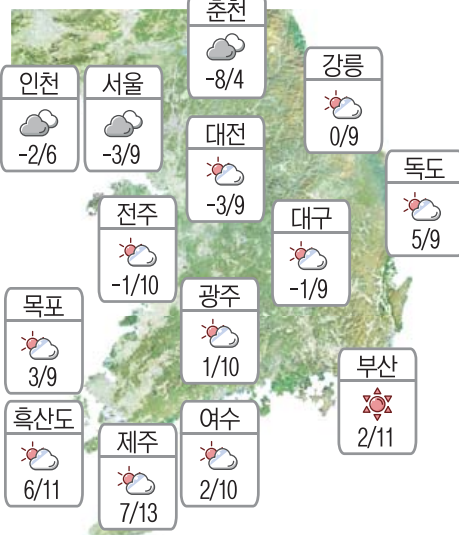 춘천
-8/4
강릉
0/9
인천
-2/6
서울
-3/9
대전
-3/9
독도
5/9
전주
-1/10
대구
-1/9
광주
1/10
목포
3/9
부산
2/11
흑산도
6/11
제주
7/13
여수
2/10